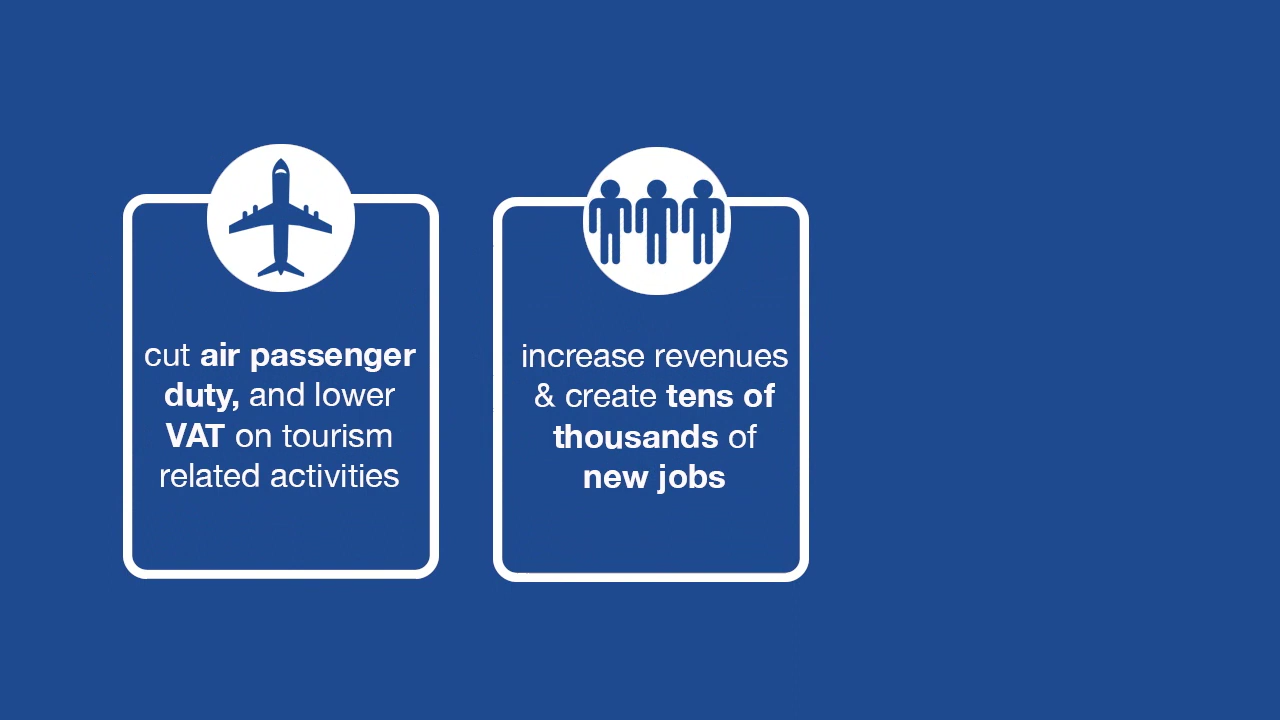 cut air passenger
duty, and lower
VAT on tourism
related activities
increase revenues
& create tens of
thousands of
new jobs